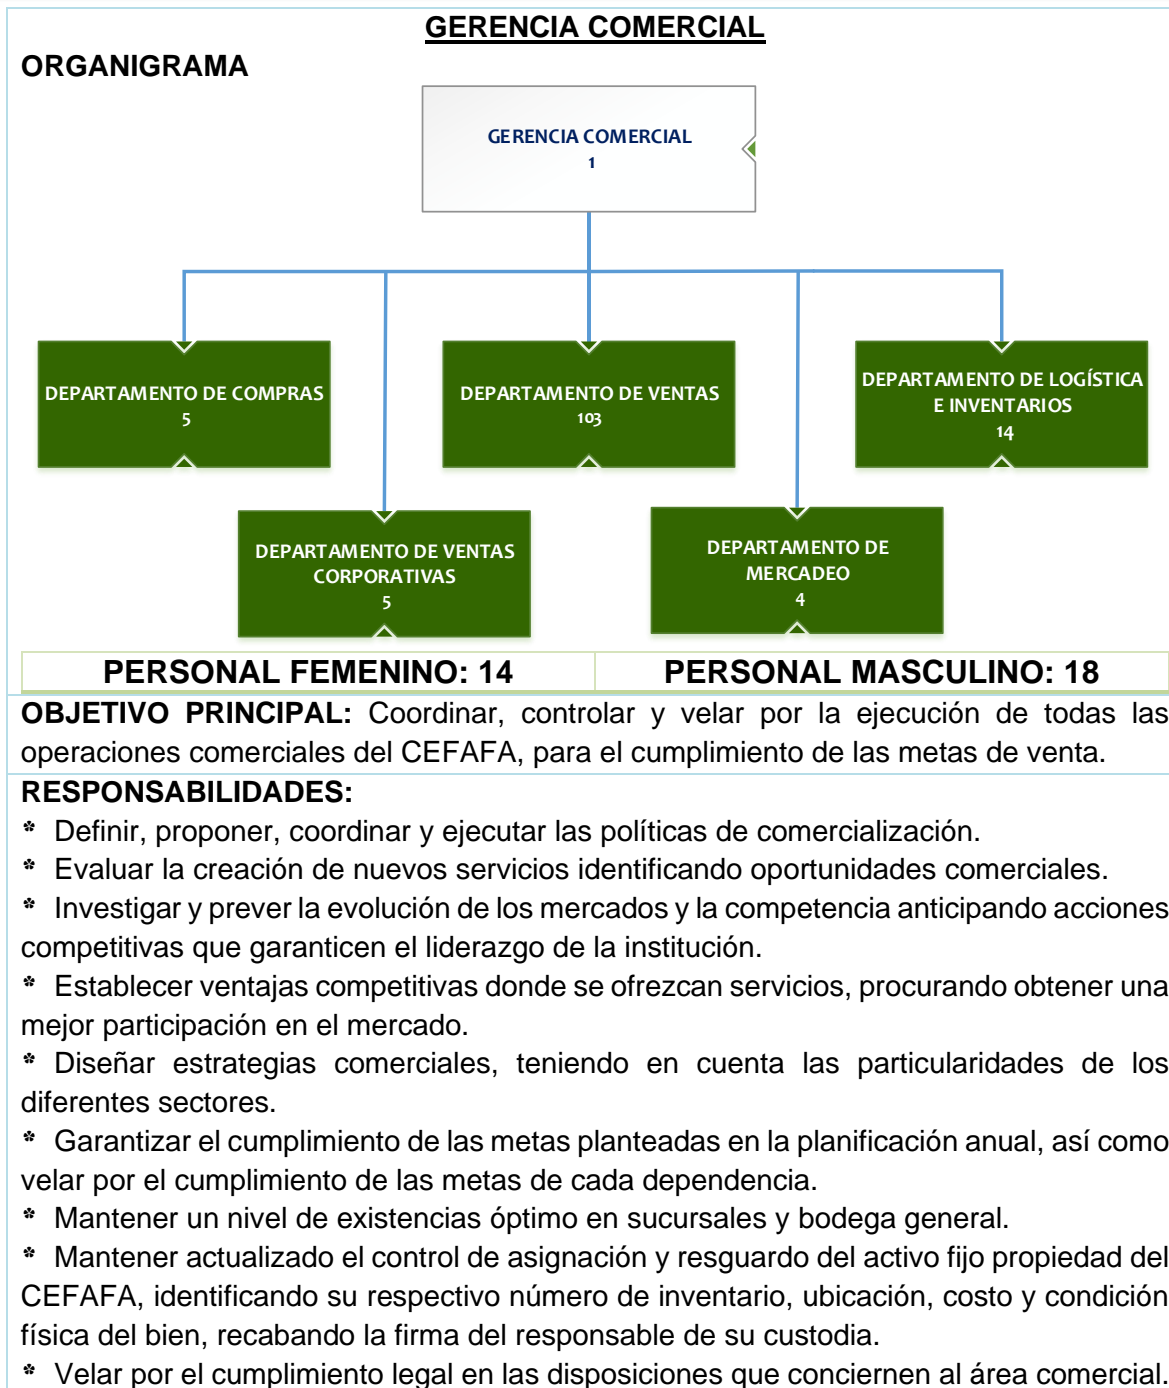 GERENCIA COMERCIAL
ORGANIGRAMA
GERENCIA COMERCIAL
1
DEPARTAMENTO DE COMPRAS
5
DEPARTAMENTO DE VENTAS
103
DEPARTAMENTO DE LOGÍSTICA
E INVENTARIOS
14
DEPARTAMENTO DE VENTAS
CORPORATIVAS
5
DEPARTAMENTO DE
MERCADEO
4
PERSONAL FEMENINO: 14 PERSONAL MASCULINO: 18
OBJETIVO PRINCIPAL: Coordinar, controlar y velar por la ejecución de todas las
operaciones comerciales del CEFAFA, para el cumplimiento de las metas de venta.
RESPONSABILIDADES:
* Definir, proponer, coordinar y ejecutar las políticas de comercialización.
* Evaluar la creación de nuevos servicios identificando oportunidades comerciales.
* Investigar y prever la evolución de los mercados y la competencia anticipando acciones
competitivas que garanticen el liderazgo de la institución.
* Establecer ventajas competitivas donde se ofrezcan servicios, procurando obtener una
mejor participación en el mercado.
* Diseñar estrategias comerciales, teniendo en cuenta las particularidades de los
diferentes sectores.
* Garantizar el cumplimiento de las metas planteadas en la planificación anual, así como
velar por el cumplimiento de las metas de cada dependencia.
* Mantener un nivel de existencias óptimo en sucursales y bodega general.
* Mantener actualizado el control de asignación y resguardo del activo fijo propiedad del
CEFAFA, identificando su respectivo número de inventario, ubicación, costo y condición
física del bien, recabando la firma del responsable de su custodia.
* Velar por el cumplimiento legal en las disposiciones que conciernen al área comercial.